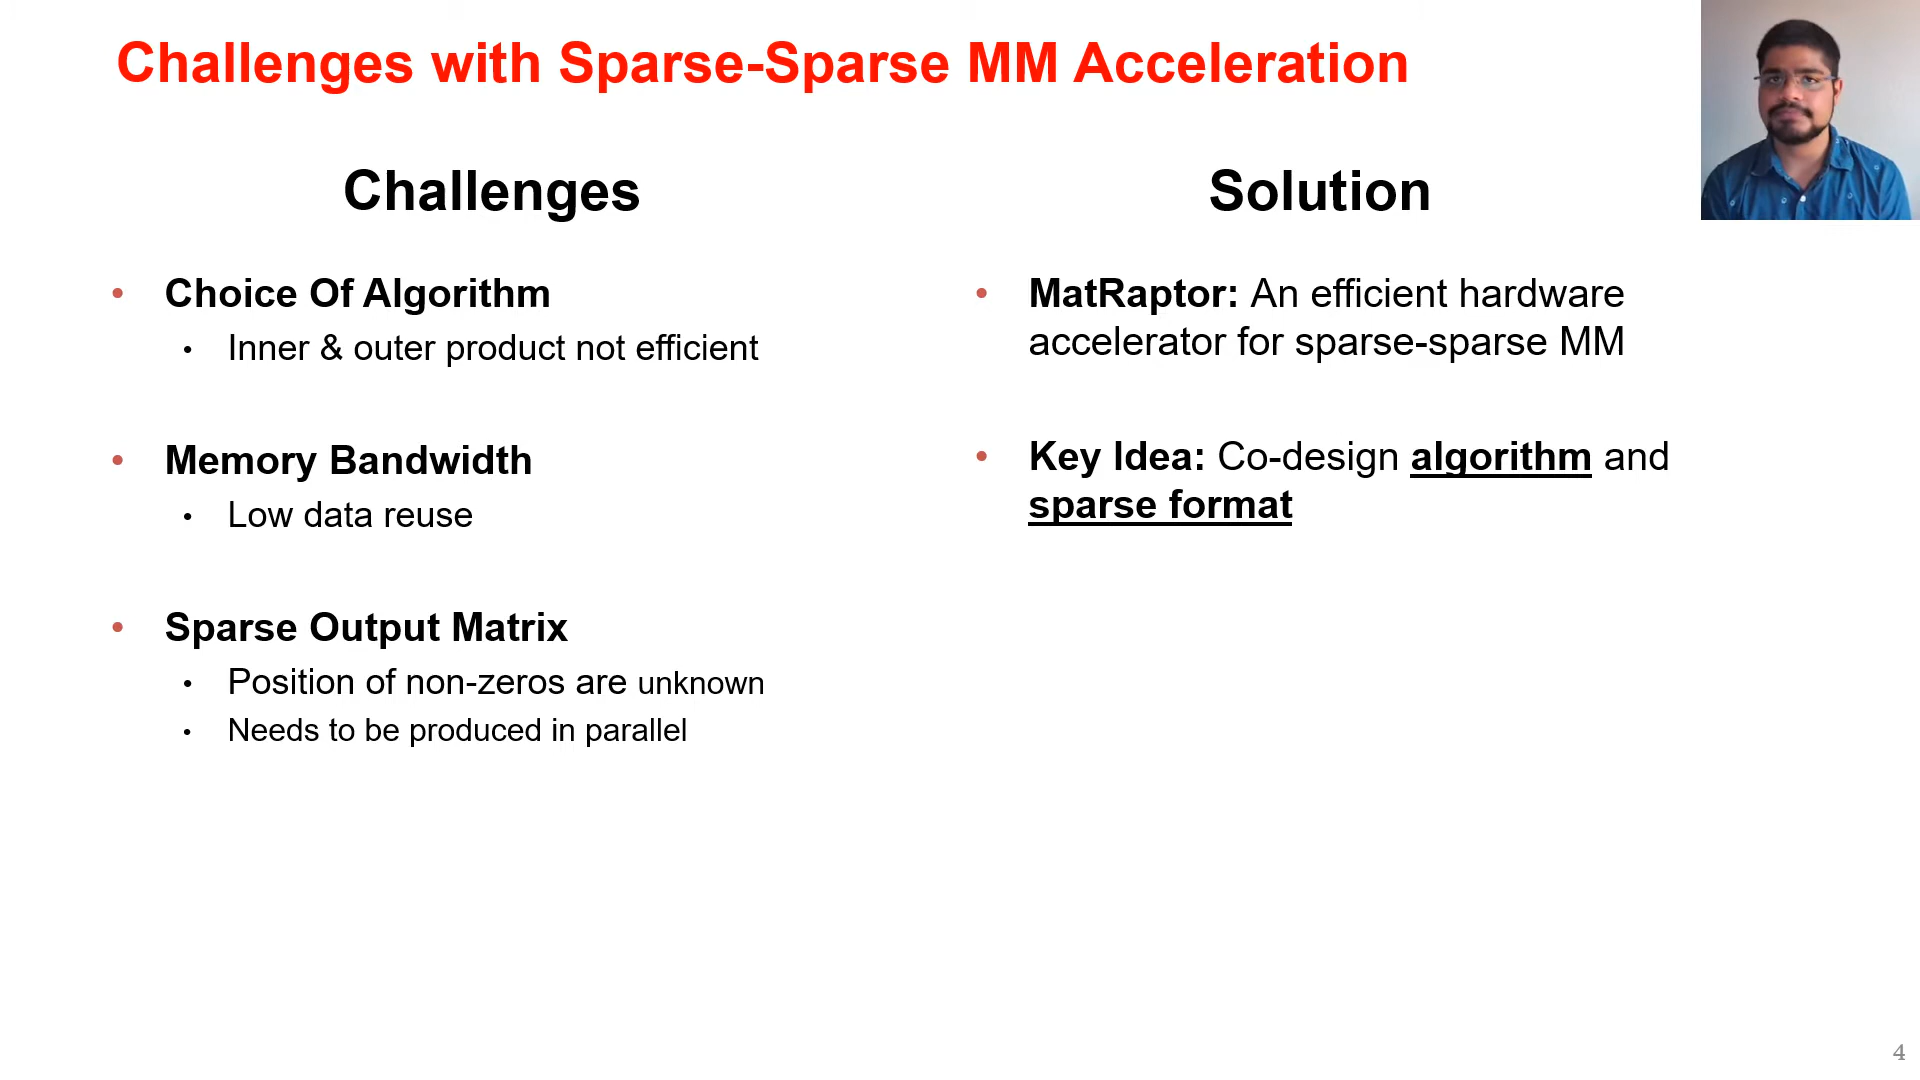 Challenges with Sparse-Sparse MM Acceleration
Challenges
• Choice Of Algorithm
• Inner & outer product not efficient
• Memory Bandwidth
• Low data reuse
• Sparse Output Matrix
• Position of non-zeros are unknown
• Needs to be produced in parallel
Solution
• MatRaptor: An efficient hardware
accelerator for sparse-sparse MM
• Key Idea: Co-design algorithm and
sparse format
4